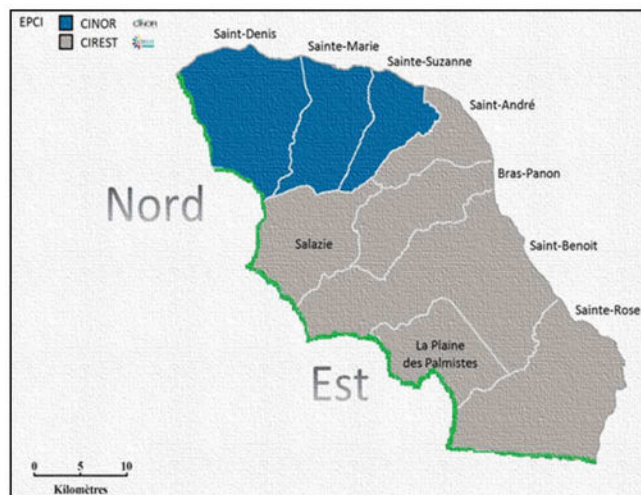 EPCI CINOR cinor
CIREST
Saint-Denis
Sainte-Marie
Sainte-Suzanne
Saint-André
Bras-Panon
Nord
Salazie
Saint-Benoit
Sainte-Rose
La Plaine
des Palmistes
Est
0 5 10
Kilomètres